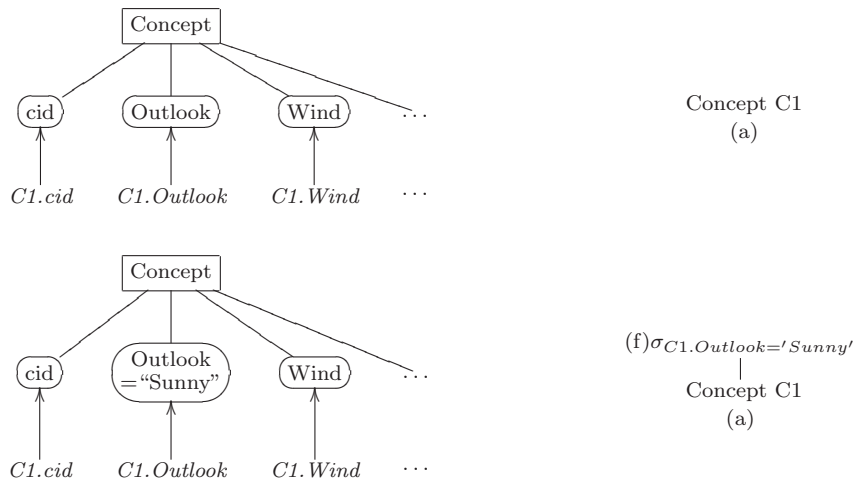 Concept
cid Outlook Wind ...
Concept C1
(a)
C1.cid C1.Outlook C1.Wind ...
Concept
(f)σC1.Outlook='Sunny'
cid Outlook ="Sunny" Wind ...
Concept C1
(a)
C1.cid C1.Outlook C1.Wind ...